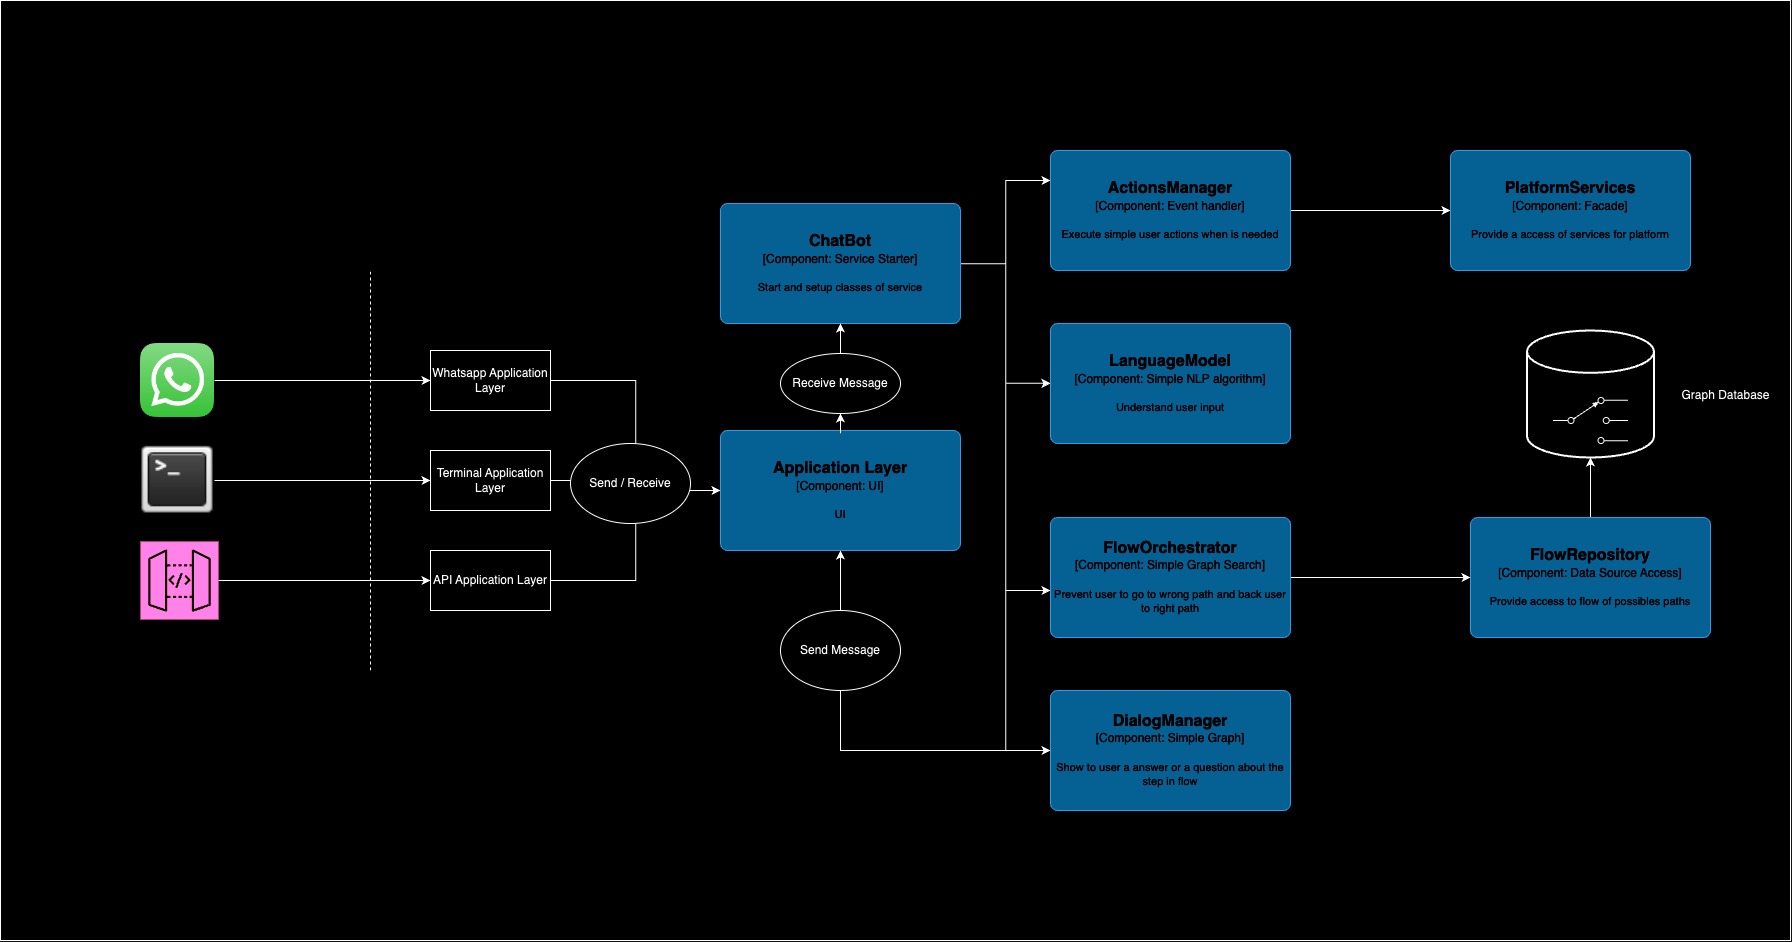 Whatsapp Application
Layer
Terminal Application
Layer
API Application Layer
Send / Receive
ChatBot
[Component: Service Starter]
Start and setup classes of service
Receive Message
Application Layer
[Component: UI]
UI
Send Message
ActionsManager
[Component: Event handler]
Execute simple user actions when is needed
LanguageModel
[Component: Simple NLP algorithm]
Understand user input
FlowOrchestrator
[Component: Simple Graph Search]
Prevent user to go to wrong path and back user
to right path
DialogManager
[Component: Simple Graph]
Show to user a answer or a question about the
step in flow
PlatformServices
[Component: Facade]
Provide a access of services for platform
Graph Database
FlowRepository
[Component: Data Source Access]
Provide access to flow of possibles paths
>_
</>